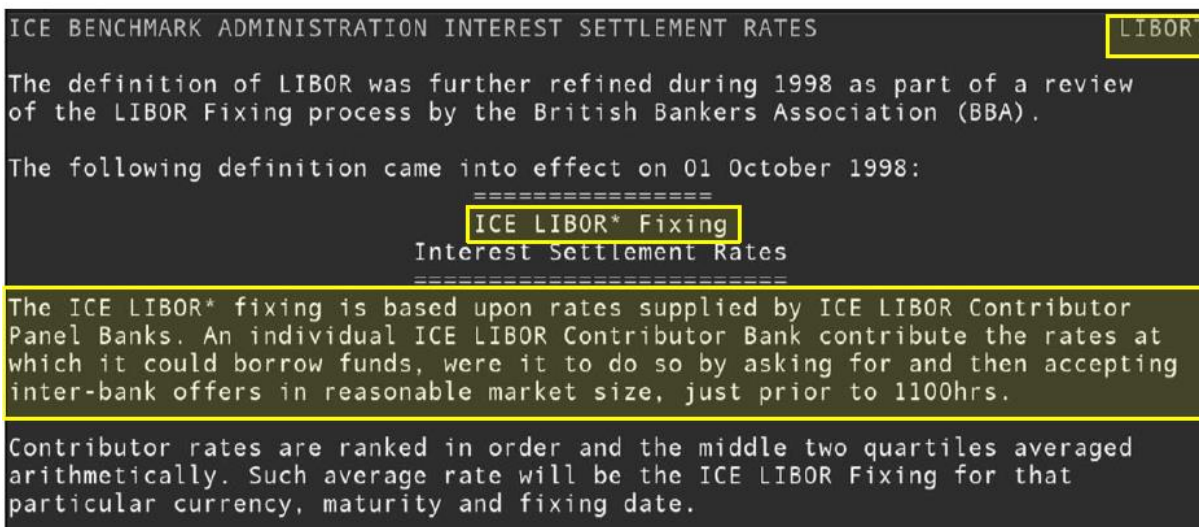 ICE BENCHMARK ADMINISTRATION INTEREST SETTLEMENT RATES LIBOR
The definition of LIBOR was further refined during 1998 as part of a review
of the LIBOR Fixing process by the British Bankers Association (BBA).
The following definition came into effect on 01 October 1998:
================
ICE LIBOR* Fixing
Interest Settlement Rates
=========================
The ICE LIBOR* fixing is based upon rates supplied by ICE LIBOR Contributor
Panel Banks. An individual ICE LIBOR Contributor Bank contribute the rates at
which it could borrow funds, were it to do so by asking for and then accepting
inter-bank offers in reasonable market size, just prior to 1100hrs.
Contributor rates are ranked in order and the middle two quartiles averaged
arithmetically. Such average rate will be the ICE LIBOR Fixing for that
particular currency, maturity and fixing date.